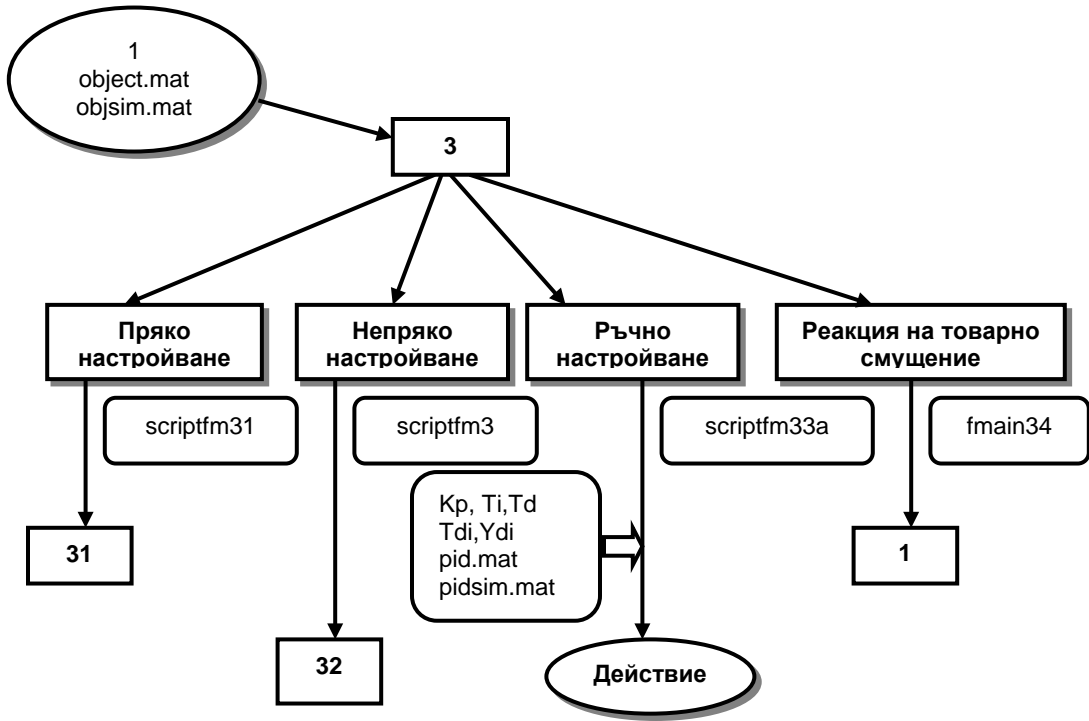 1
object.mat
objsim.mat
3
Пряко
настройване
Непряко
настройване
Ръчно
настройване
Реакция на товарно
смущение
scriptfm31
scriptfm3
scriptfm33a
fmain34
Kp, Ti,Td
Tdi,Ydi
pid.mat
pidsim.mat
31
1
32
Действие